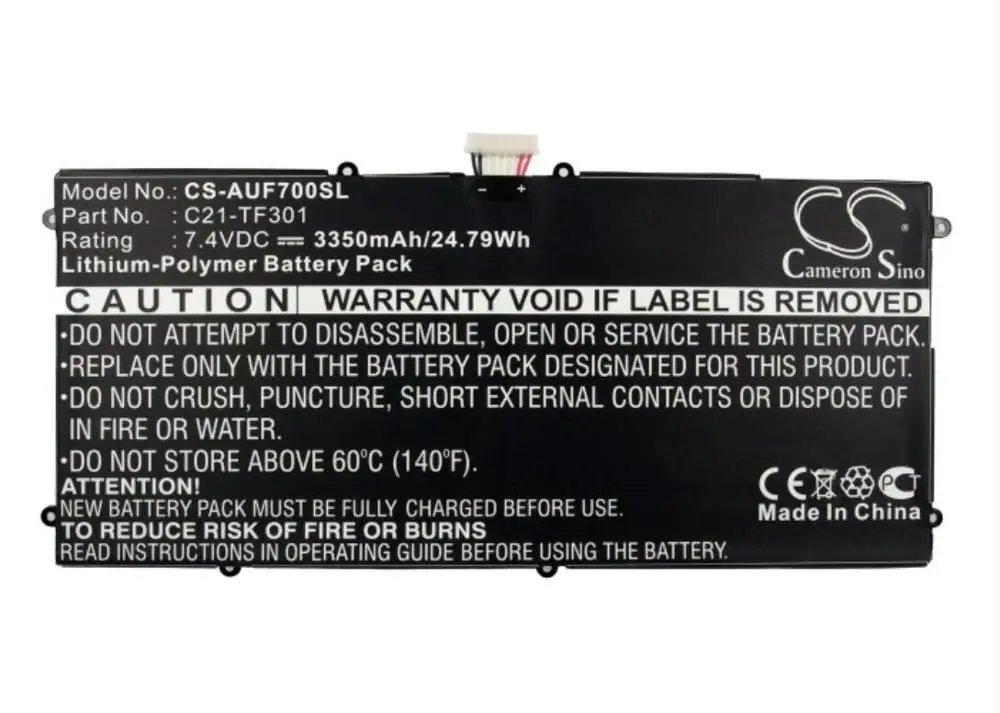 − +
Model No.: CS-AUF700SL
Part No. : C21-TF301
Rating : 7.4VDC ⎓ 3350mAh/24.79Wh
Lithium-Polymer Battery Pack
CS ®
Cameron Sino
CAUTION WARRANTY VOID IF LABEL IS REMOVED
•DO NOT ATTEMPT TO DISASSEMBLE, OPEN OR SERVICE THE BATTERY PACK.
•REPLACE ONLY WITH THE BATTERY PACK DESIGNATED FOR THIS PRODUCT.
•DO NOT CRUSH, PUNCTURE, SHORT EXTERNAL CONTACTS OR DISPOSE OF
IN FIRE OR WATER.
•DO NOT STORE ABOVE 60°C (140°F).
ATTENTION!
NEW BATTERY PACK MUST BE FULLY CHARGED BEFORE USE.
TO REDUCE RISK OF FIRE OR BURNS
READ INSTRUCTIONS IN OPERATING GUIDE BEFORE USING THE BATTERY.
CE PCT
Made In China